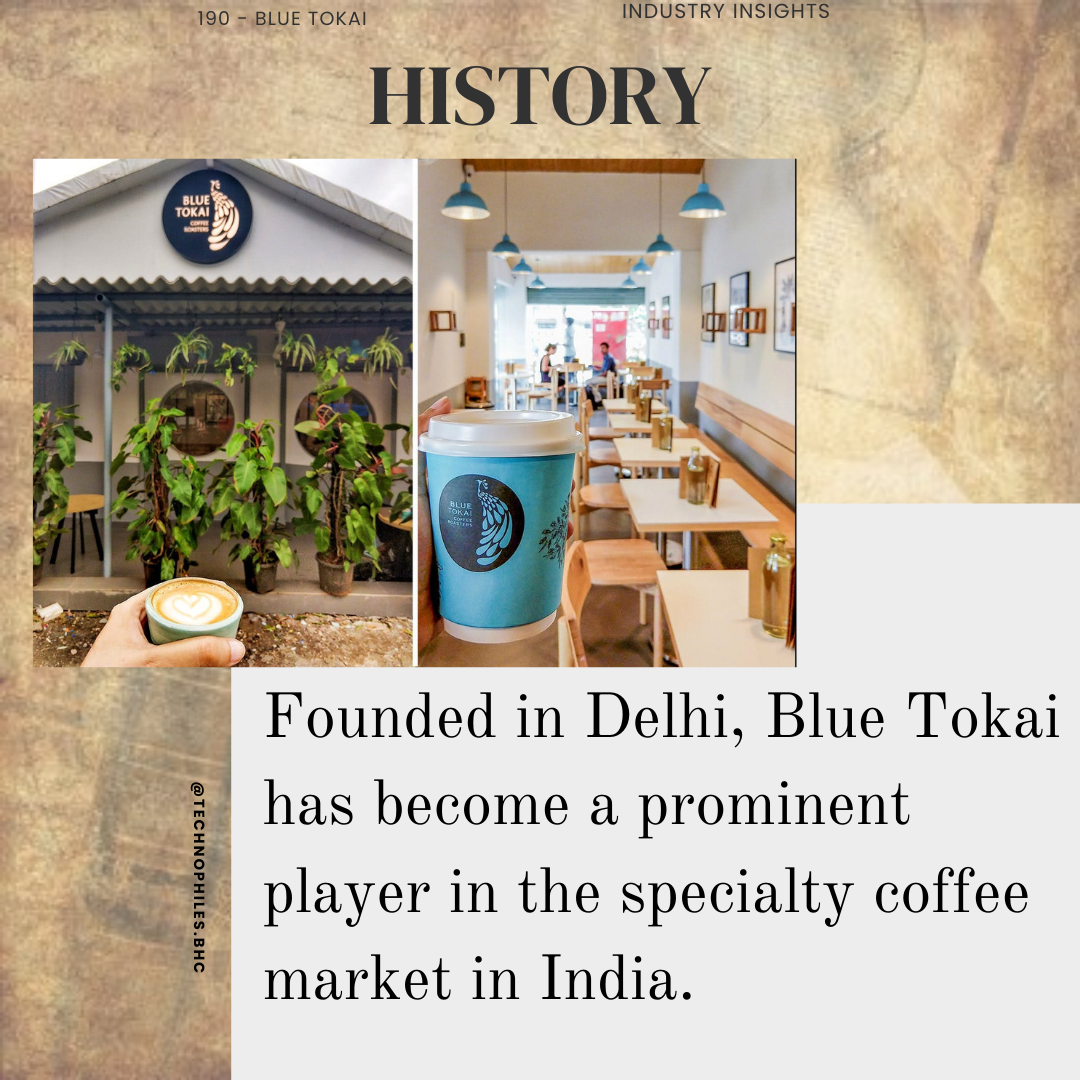 190 - BLUE TOKAI
INDUSTRY INSIGHTS
HISTORY
BLUE
TOKAI
COFFEE
ROASTERS
BLUE
TOKAI
COFFEE
ROASTERS
Founded in Delhi, Blue Tokai
has become a prominent
player in the specialty coffee
market in India.
@TECHNOPHILES.BHC